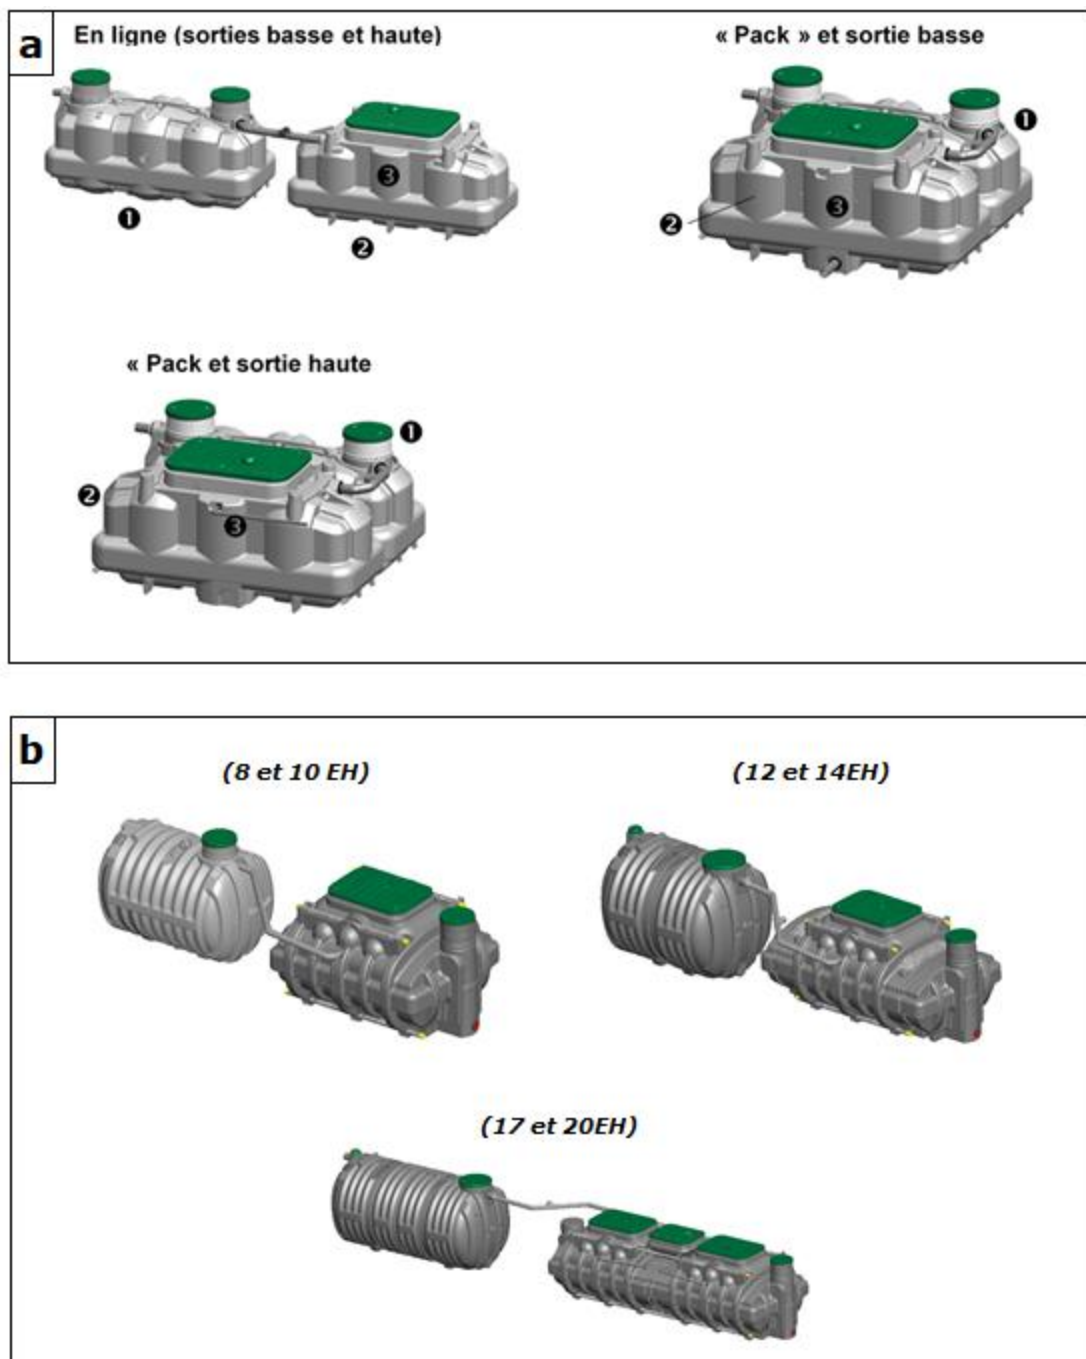 a
En ligne (sorties basse et haute)
« Pack » et sortie basse
❶
❸
❷
❶
❷
❸
« Pack et sortie haute
❶
❷
❸
b
(8 et 10 EH)
(12 et 14EH)
(17 et 20EH)